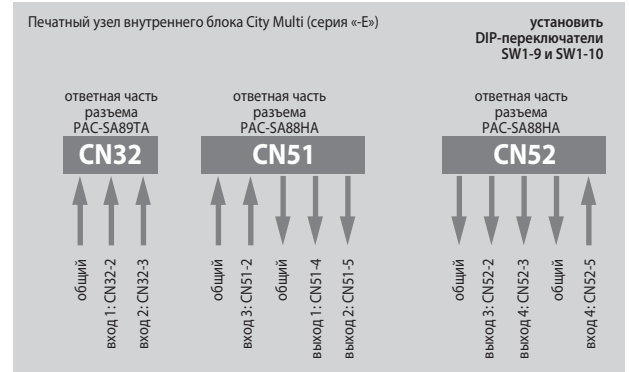 Печатный узел внутреннего блока City Multi (серия «-E»)
установить
DIP-переключатели
SW1-9 и SW1-10
ответная часть
разъема
PAC-SA89TA
CN32
общий
вход 1: CN32-2
вход 2: CN32-3
ответная часть
разъема
PAC-SA88HA
CN51
общий
вход 3: CN51-2
общий
выход 1: CN51-4
выход 2: CN51-5
ответная часть
разъема
PAC-SA88HA
CN52
общий
выход 3: CN52-2
выход 4: CN52-3
общий
вход 4: CN52-5